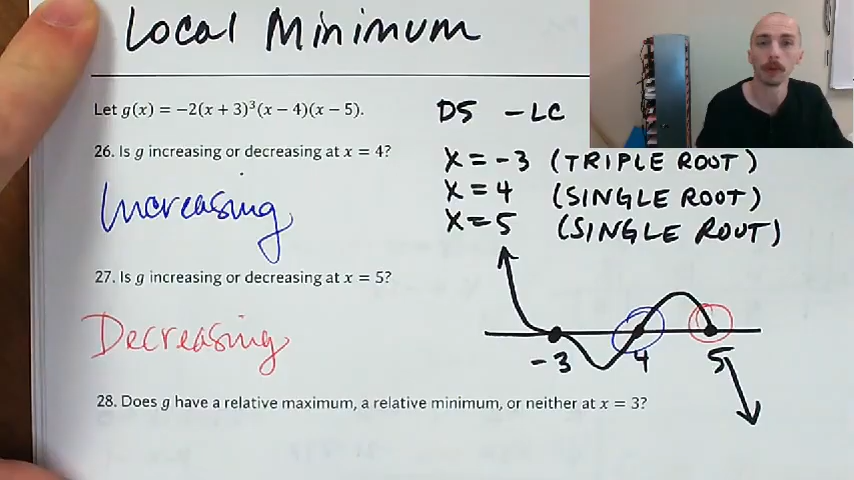 Local Minimum
Let g(x) = −2(x + 3)³(x − 4)(x − 5).
D5 - LC
26. Is g increasing or decreasing at x = 4?
X = -3 (TRIPLE ROOT)
X = 4 (SINGLE ROOT)
X = 5 (SINGLE ROOT)
Increasing
27. Is g increasing or decreasing at x = 5?
Decreasing
-3 4 5
28. Does g have a relative maximum, a relative minimum, or neither at x = 3?